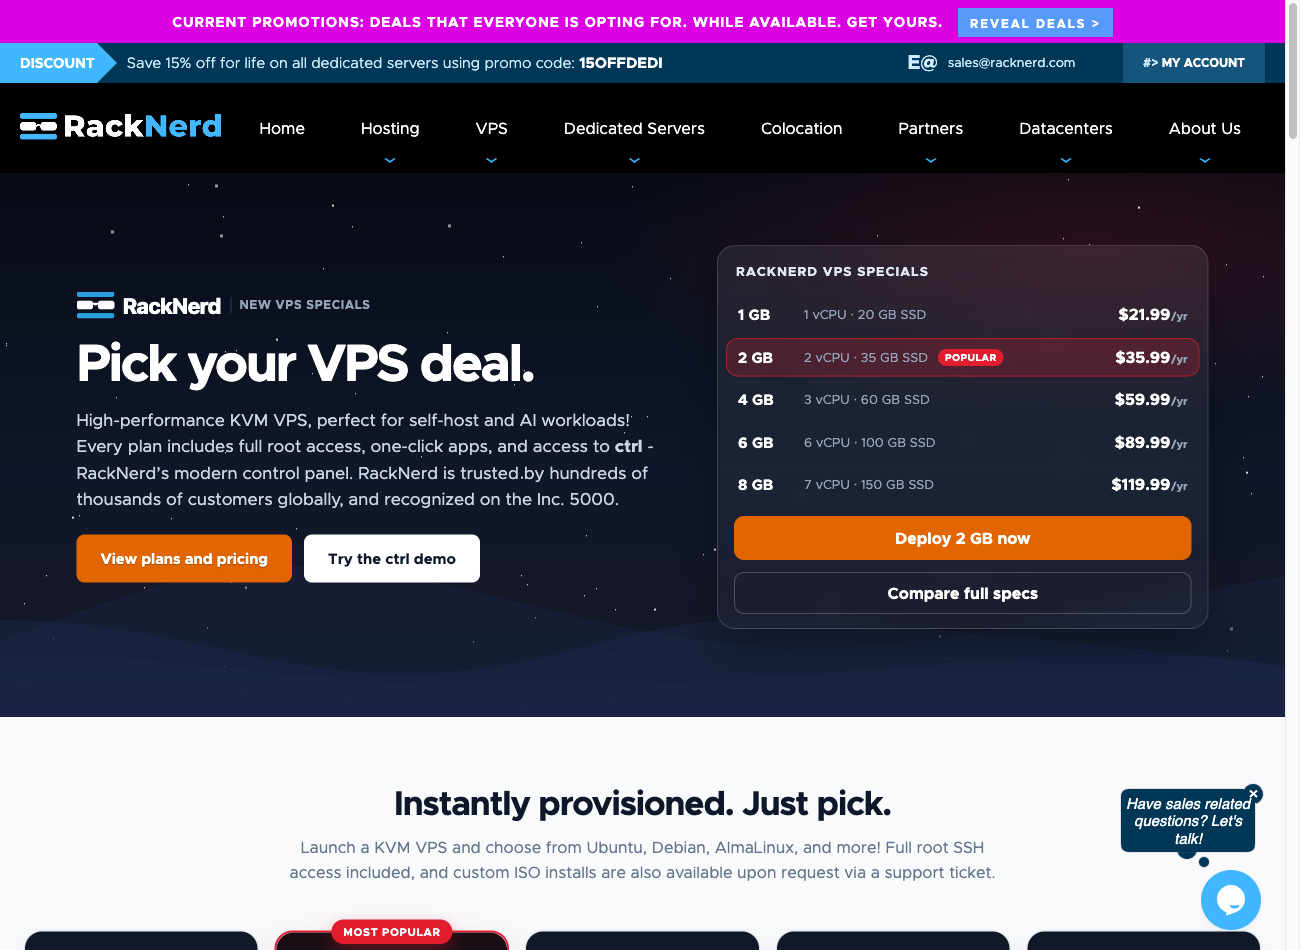 CURRENT PROMOTIONS: DEALS THAT EVERYONE IS OPTING FOR. WHILE AVAILABLE. GET YOURS.
REVEAL DEALS >
DISCOUNT
Save 15% off for life on all dedicated servers using promo code: 15OFFDEDI
E@ sales@racknerd.com
#> MY ACCOUNT
RackNerd
Home
Hosting
VPS
Dedicated Servers
Colocation
Partners
Datacenters
About Us
RackNerd | NEW VPS SPECIALS
Pick your VPS deal.
High-performance KVM VPS, perfect for self-host and AI workloads!
Every plan includes full root access, one-click apps, and access to ctrl -
RackNerd's modern control panel. RackNerd is trusted by hundreds of
thousands of customers globally, and recognized on the Inc. 5000.
View plans and pricing
Try the ctrl demo
RACKNERD VPS SPECIALS
1 GB 1 vCPU · 20 GB SSD $21.99/yr
2 GB 2 vCPU · 35 GB SSD POPULAR $35.99/yr
4 GB 3 vCPU · 60 GB SSD $59.99/yr
6 GB 6 vCPU · 100 GB SSD $89.99/yr
8 GB 7 vCPU · 150 GB SSD $119.99/yr
Deploy 2 GB now
Compare full specs
Instantly provisioned. Just pick.
Launch a KVM VPS and choose from Ubuntu, Debian, AlmaLinux, and more! Full root SSH
access included, and custom ISO installs are also available upon request via a support ticket.
Have sales related
questions? Let's
talk!
MOST POPULAR